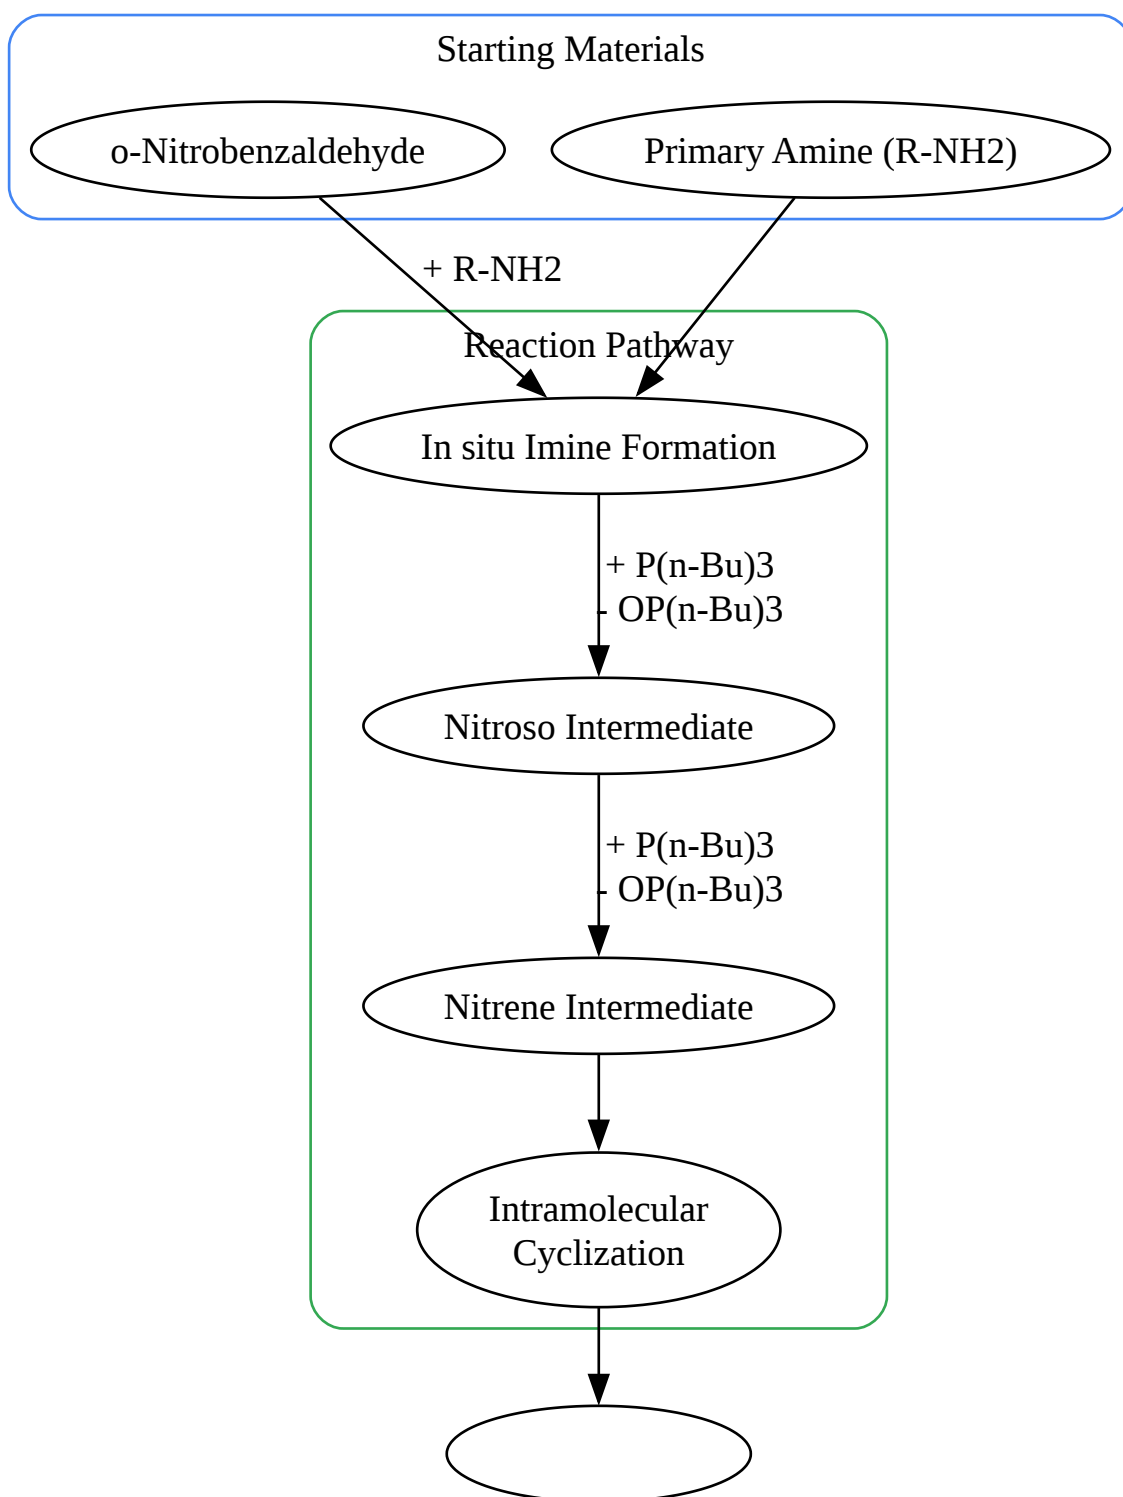 Starting Materials
o-Nitrobenzaldehyde
Primary Amine (R-NH2)
+ R-NH2
Reaction Pathway
In situ Imine Formation
+ P(n-Bu)3
- OP(n-Bu)3
Nitroso Intermediate
+ P(n-Bu)3
- OP(n-Bu)3
Nitrene Intermediate
Intramolecular
Cyclization